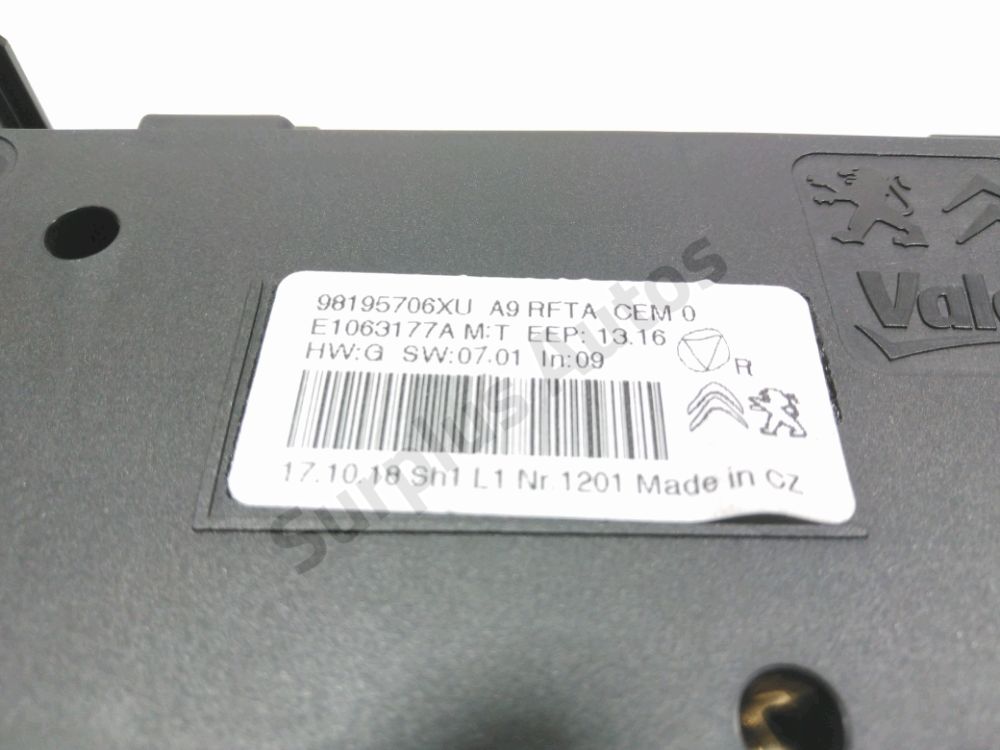 98195706XU A9 RFTA CEM 0
E1063177A M:T EEP: 13.16
HW:G SW:07.01 In:09
R
17.10.18 Sh1 L1 Nr.1201 Made in CZ
Surplus Autos